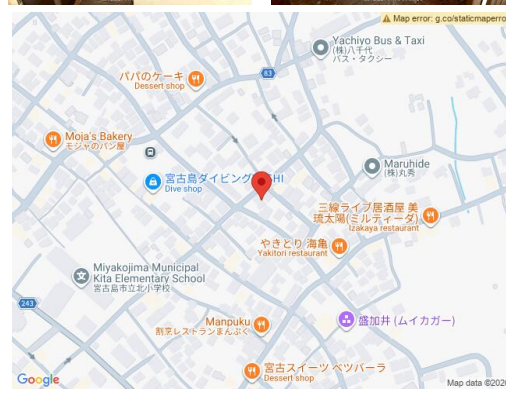 Map error: g.co/staticmaperro
Yachiyo Bus & Taxi
(株)八千代
バス・タクシー
83
パパのケーキ
Dessert shop
Moja's Bakery
モジャのパン屋
Maruhide
(株)丸秀
宮古島ダイビング
SHI
Dive shop
三線ライブ居酒屋 美
琉太陽(ミルティーダ)
Izakaya restaurant
やきとり 海亀
Yakitori restaurant
Miyakojima Municipal
Kita Elementary School
宮古島市立北小学校
243
Manpuku
割烹レストランまんぷく
盛加井 (ムイカガー)
宮古スイーツ ベツバーラ
Dessert shop
Google
Map data ©2026